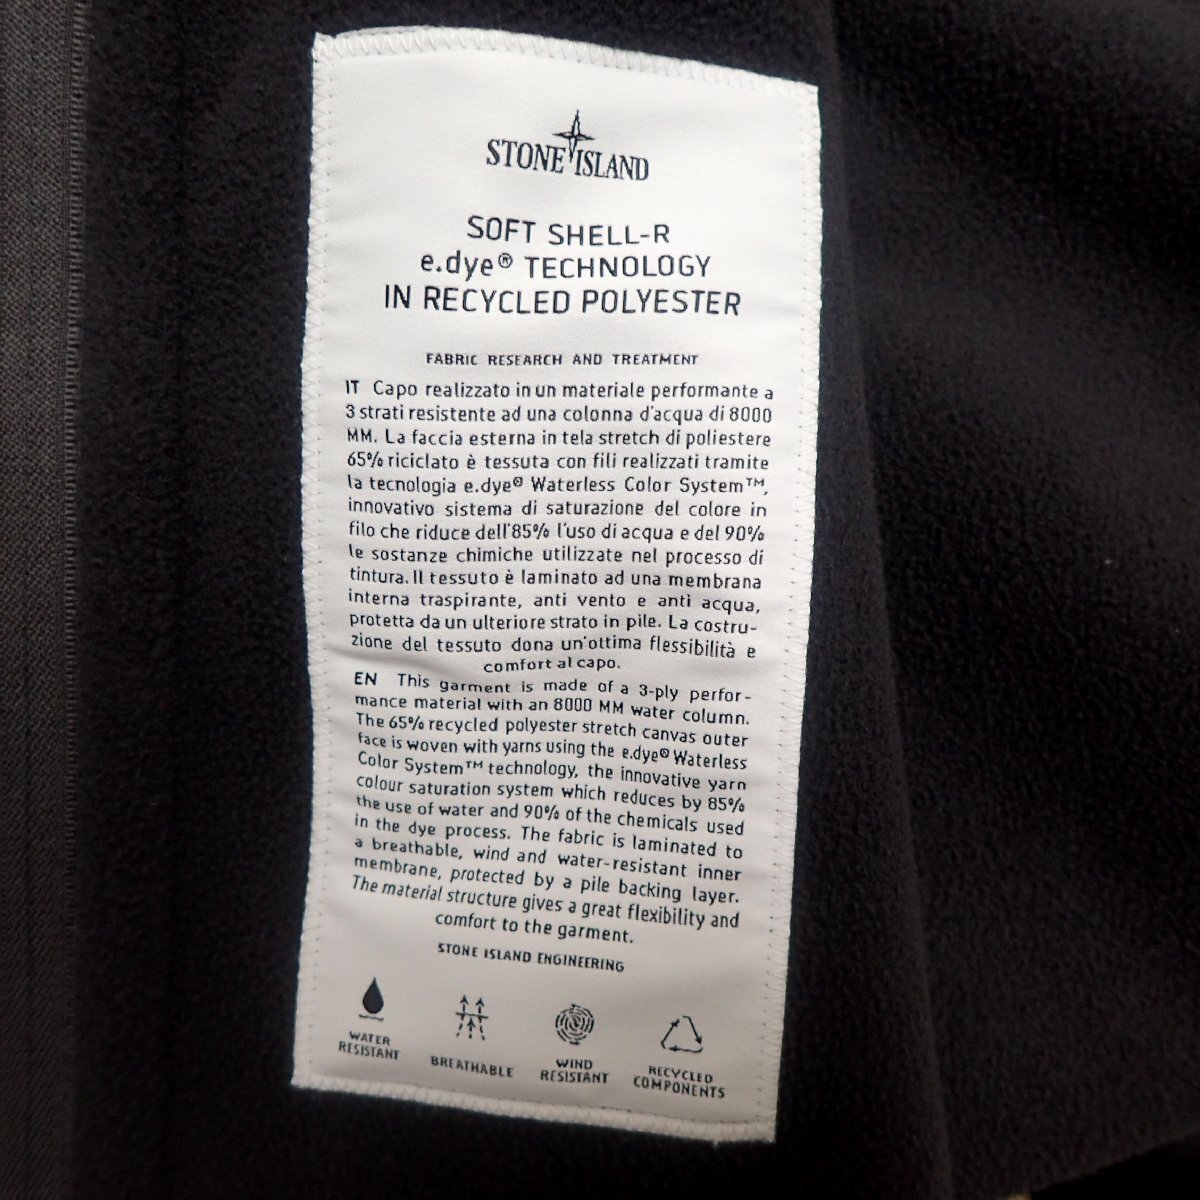 STONE ISLAND
SOFT SHELL-R
e.dye® TECHNOLOGY
IN RECYCLED POLYESTER
FABRIC RESEARCH AND TREATMENT
IT Capo realizzato in un materiale performante a
3 strati resistente ad una colonna d'acqua di 8000
MM. La faccia esterna in tela stretch di poliestere
65% riciclato è tessuta con fili realizzati tramite
la tecnologia e.dye® Waterless Color System™,
innovativo sistema di saturazione del colore in
filo che riduce dell'85% l'uso di acqua e del 90%
le sostanze chimiche utilizzate nel processo di
tintura. Il tessuto è laminato ad una membrana
interna traspirante, anti vento e anti acqua,
protetta da un ulteriore strato in pile. La costru-
zione del tessuto dona un'ottima flessibilità e
comfort al capo.
EN This garment is made of a 3-ply perfor-
mance material with an 8000 MM water column.
The 65% recycled polyester stretch canvas outer
face is woven with yarns using the e.dye® Waterless
Color System™ technology, the innovative yarn
colour saturation system which reduces by 85%
the use of water and 90% of the chemicals used
in the dye process. The fabric is laminated to
a breathable, wind and water-resistant inner
membrane, protected by a pile backing layer.
The material structure gives a great flexibility and
comfort to the garment.
STONE ISLAND ENGINEERING
WATER
RESISTANT
BREATHABLE
WIND
RESISTANT
RECYCLED
COMPONENTS